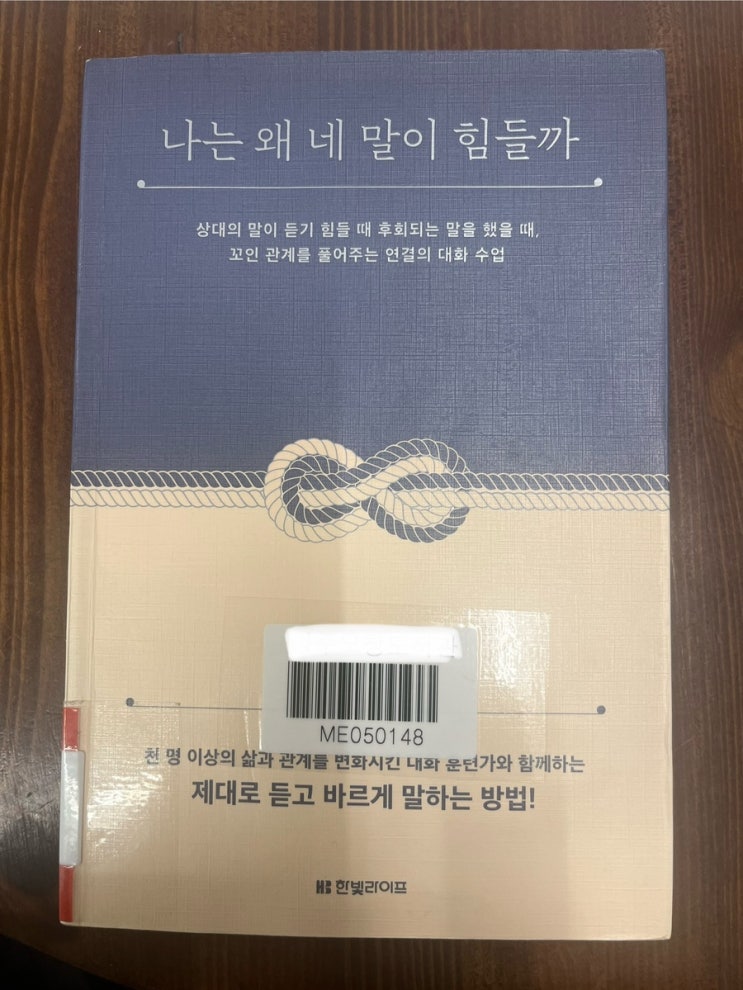 나는 왜 네 말이 힘들까
상대의 말이 듣기 힘들 때 후회되는 말을 했을 때,
꼬인 관계를 풀어주는 연결의 대화 수업
ME050148
천 명 이상의 삶과 관계를 변화시킨 대화 훈련가와 함께하는
제대로 듣고 바르게 말하는 방법!
HB 한빛라이프